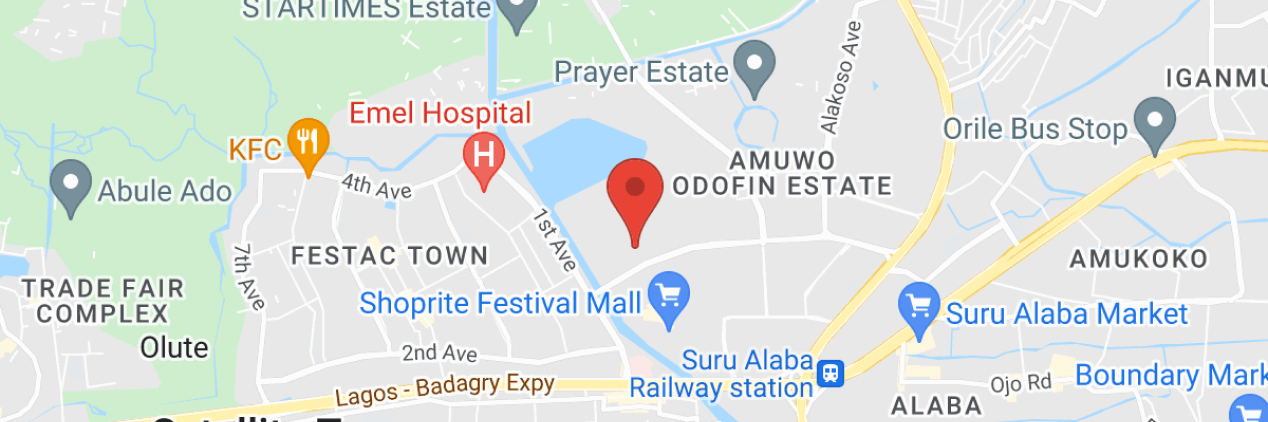 STARTIMES Estate
Prayer Estate
Alakoso Ave
IGANMU
Emel Hospital
H
KFC
Orile Bus Stop
AMUWO
ODOFIN ESTATE
4th Ave
Abule Ado
1st Ave
FESTAC TOWN
7th Ave
AMUKOKO
TRADE FAIR
COMPLEX
Shoprite Festival Mall
Suru Alaba Market
Olute
2nd Ave
Suru Alaba
Railway station
Lagos - Badagry Expy
Ojo Rd
Boundary Mark
ALABA